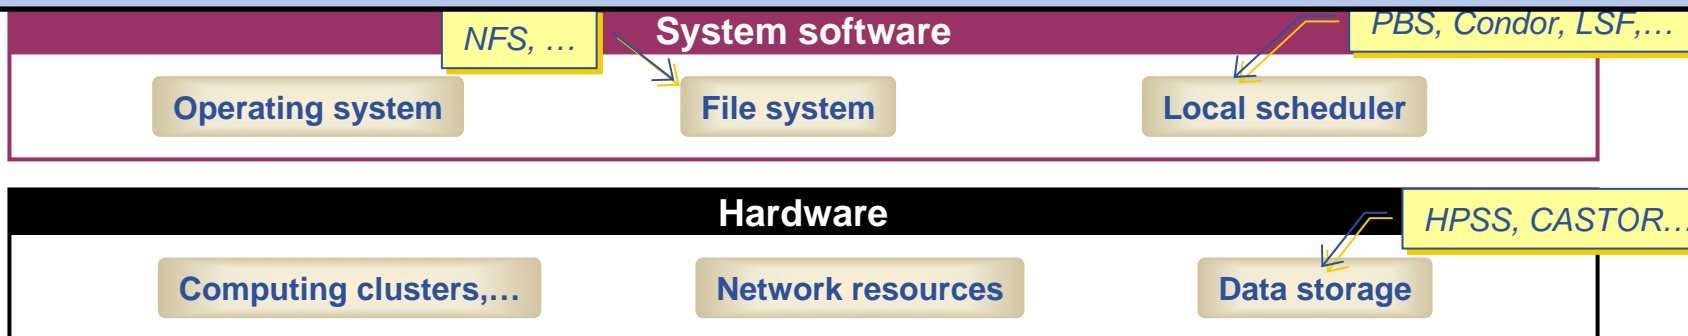 NFS, …
System software
PBS, Condor, LSF,…
Operating system
File system
Local scheduler
Hardware
HPSS, CASTOR…
Computing clusters,…
Network resources
Data storage